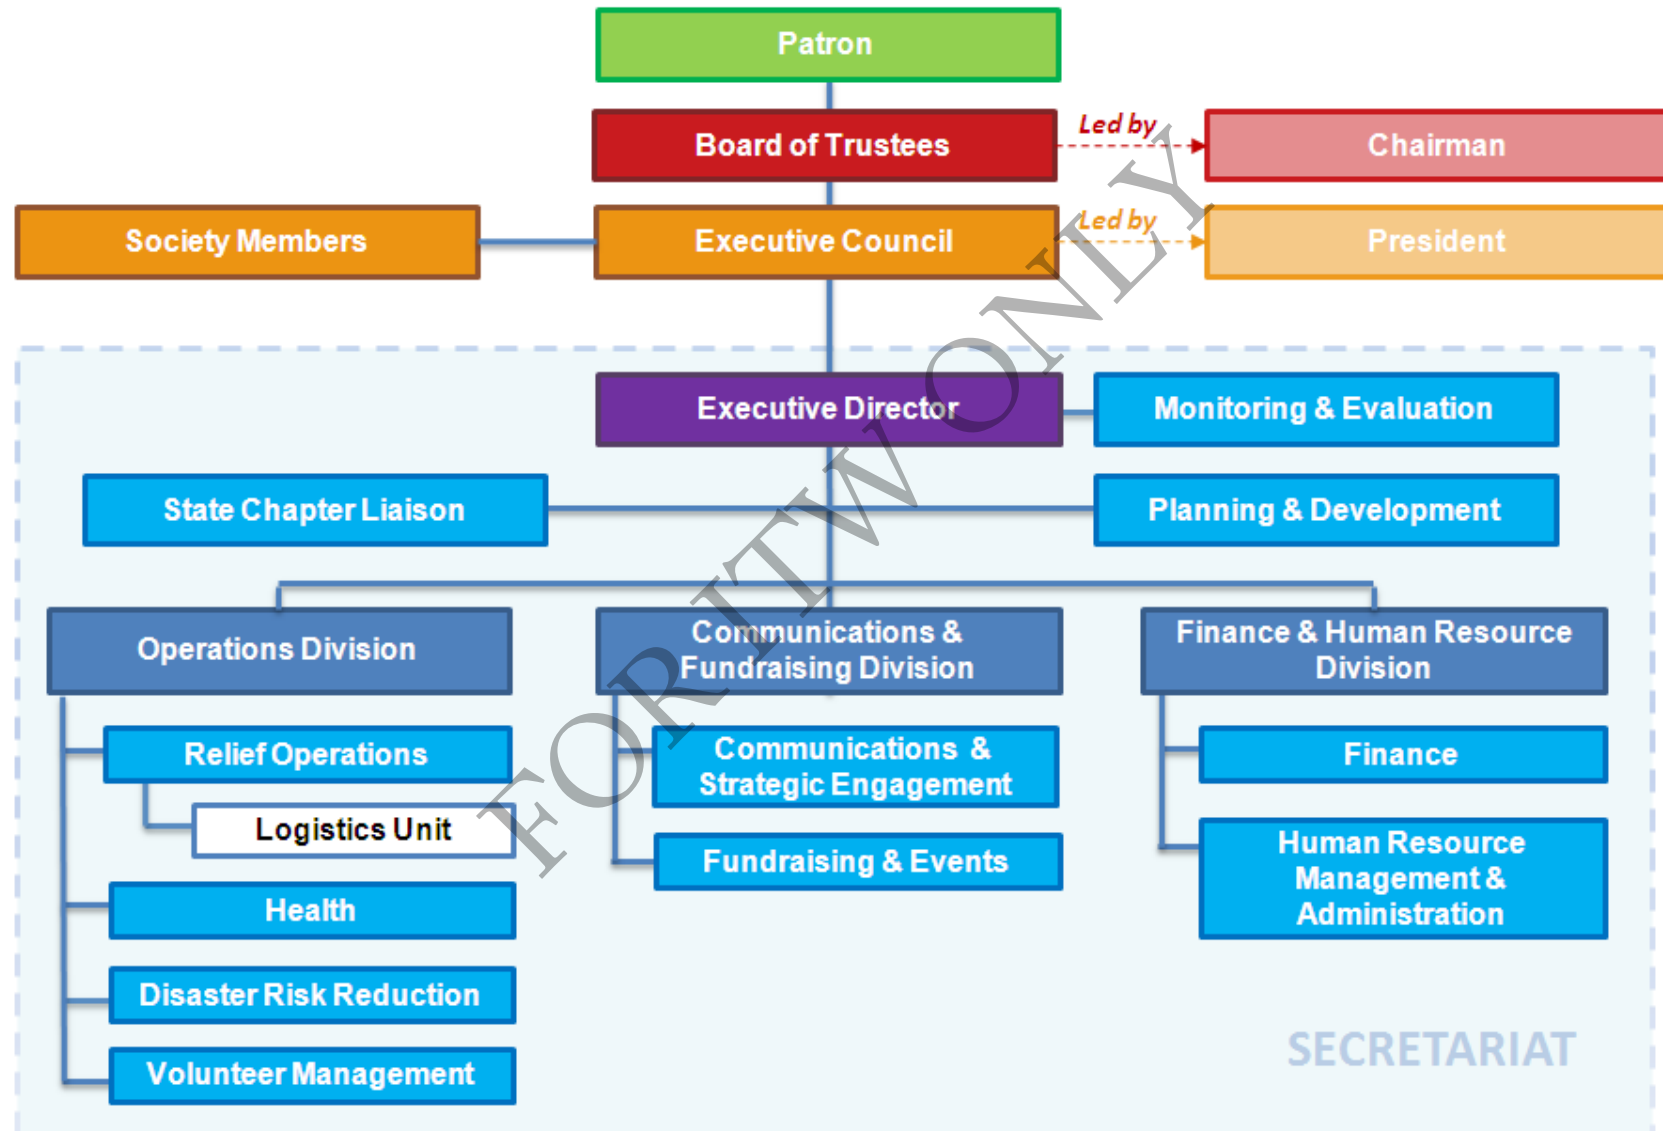 Patron
Board of Trustees
Led by
Chairman
Society Members
Executive Council
Led by
President
Executive Director
Monitoring & Evaluation
State Chapter Liaison
Planning & Development
Operations Division
Communications &
Fundraising Division
Finance & Human Resource
Division
Relief Operations
Logistics Unit
Health
Disaster Risk Reduction
Volunteer Management
Communications &
Strategic Engagement
Fundraising & Events
Finance
Human Resource
Management &
Administration
SECRETARIAT
FOR ITW ONLY